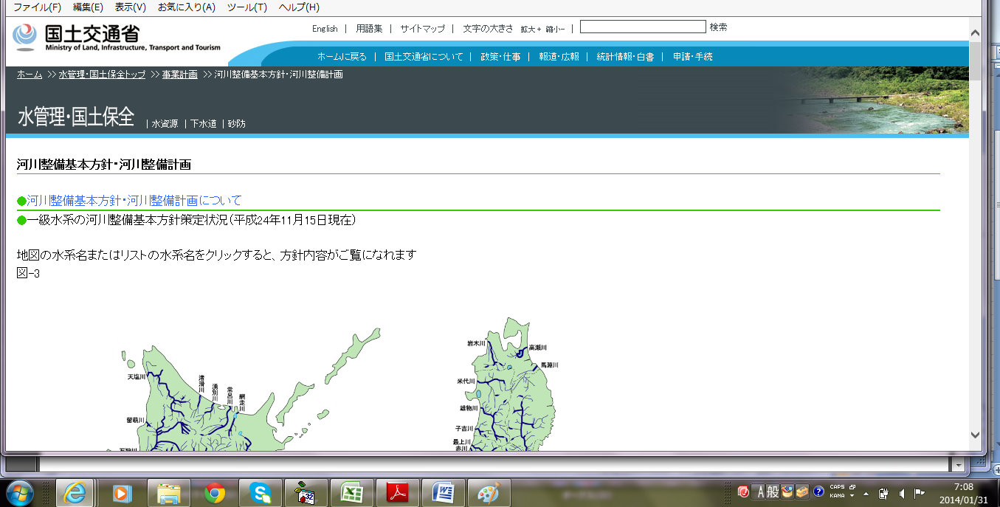 ファイル(F) 編集(E) 表示(V) お気に入り(A) ツール(T) ヘルプ(H)
国土交通省
Ministry of Land, Infrastructure, Transport and Tourism
English | 用語集 | サイトマップ | 文字の大きさ 拡大+ 縮小- | 検索
ホームに戻る | 国土交通省について | 政策・仕事 | 報道・広報 | 統計情報・白書 | 申請・手続
ホーム >> 水管理・国土保全トップ >> 事業計画 >> 河川整備基本方針・河川整備計画
水管理・国土保全 | 水資源 | 下水道 | 砂防
河川整備基本方針・河川整備計画
●河川整備基本方針・河川整備計画について
●一級水系の河川整備基本方針策定状況(平成24年11月15日現在)
地図の水系名またはリストの水系名をクリックすると、方針内容がご覧になれます
図-3
天塩川
渚滑川
湧別川
常呂川
網走川
留萌川
岩木川
高瀬川
馬淵川
米代川
雄物川
子吉川
最上川
赤川
A 般
CAPS
KANA
7:08
2014/01/31